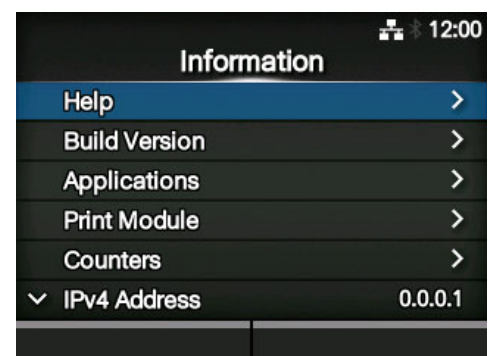 12:00
Information
Help
Build Version
Applications
Print Module
Counters
IPv4 Address 0.0.0.1